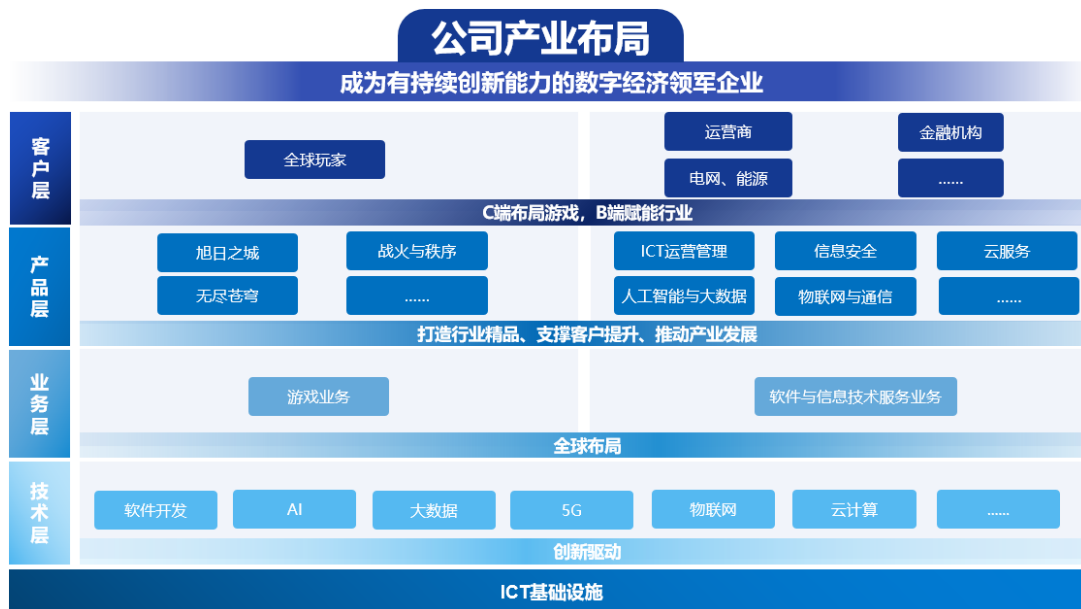 公司产业布局
成为有持续创新能力的数字经济领军企业
客户层
全球玩家
运营商
金融机构
电网、能源
......
C端布局游戏，B端赋能行业
产品层
旭日之城
战火与秩序
ICT运营管理
信息安全
云服务
无尽苍穹
......
人工智能与大数据
物联网与通信
......
打造行业精品、支撑客户提升、推动产业发展
业务层
游戏业务
软件与信息技术服务业务
全球布局
技术层
软件开发
AI
大数据
5G
物联网
云计算
......
创新驱动
ICT基础设施